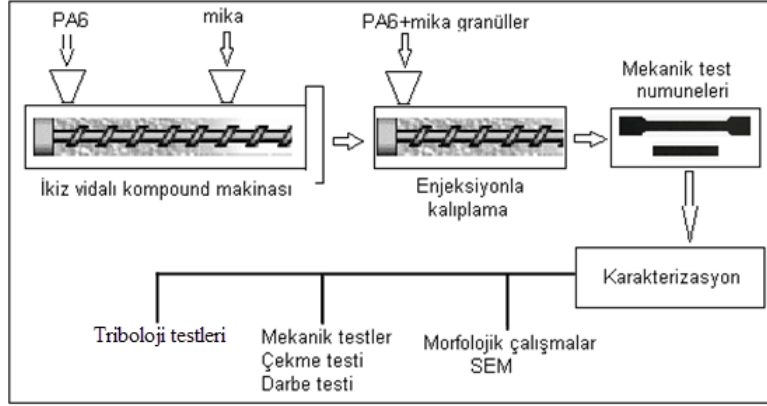 PA6
mika
PA6+mika granüller
Mekanik test
numuneleri
İkiz vidalı kompound makinası
Enjeksiyonla
kalıplama
Karakterizasyon
Triboloji testleri
Mekanik testler
Çekme testi
Darbe testi
Morfolojik çalışmalar
SEM